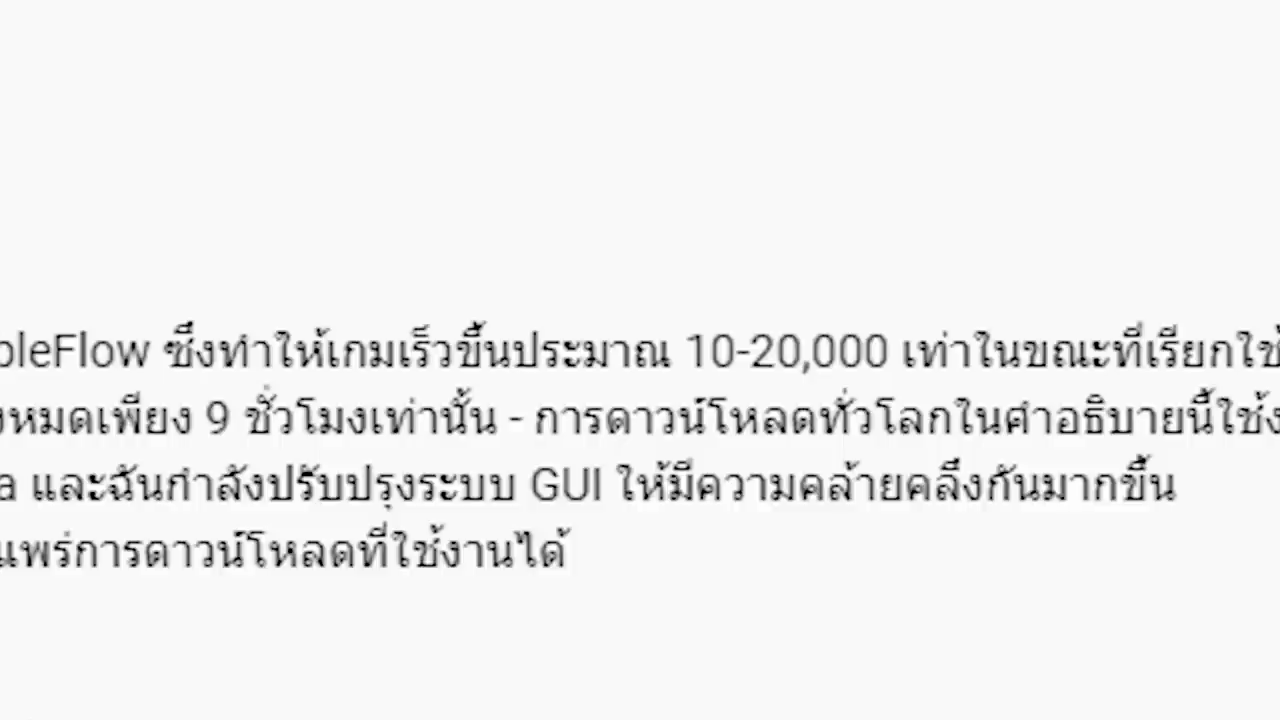 bleFlow ซึ่งทำให้เกมเร็วขึ้นประมาณ 10-20,000 เท่าในขณะที่เรียกใช้
งหมดเพียง 9 ชั่วโมงเท่านั้น - การดาวน์โหลดทั่วโลกในคำอธิบายนี้ใช้ง
a และฉันกำลังปรับปรุงระบบ GUI ให้มีความคล้ายคลึงกันมากขึ้น
แพร่การดาวน์โหลดที่ใช้งานได้